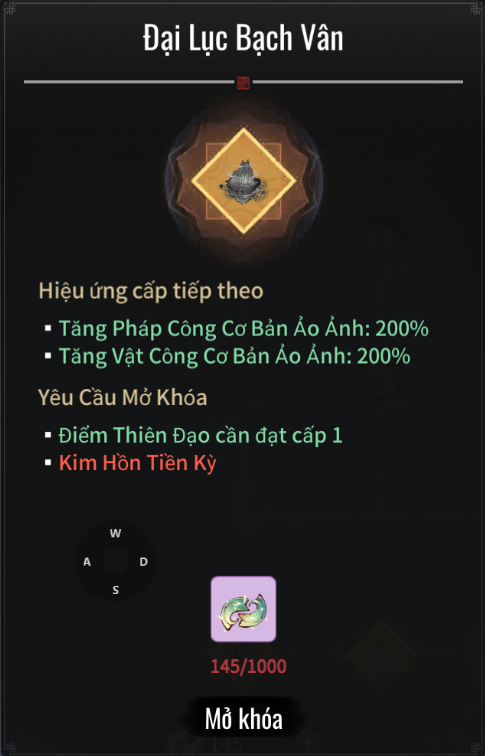 Đại Lục Bạch Vân
Hiệu ứng cấp tiếp theo
▪ Tăng Pháp Công Cơ Bản Ảo Ảnh: 200%
▪ Tăng Vật Công Cơ Bản Ảo Ảnh: 200%
Yêu Cầu Mở Khóa
▪ Điểm Thiên Đạo cần đạt cấp 1
▪ Kim Hồn Tiền Kỳ
W
A D
S
145/1000
Mở khóa
145